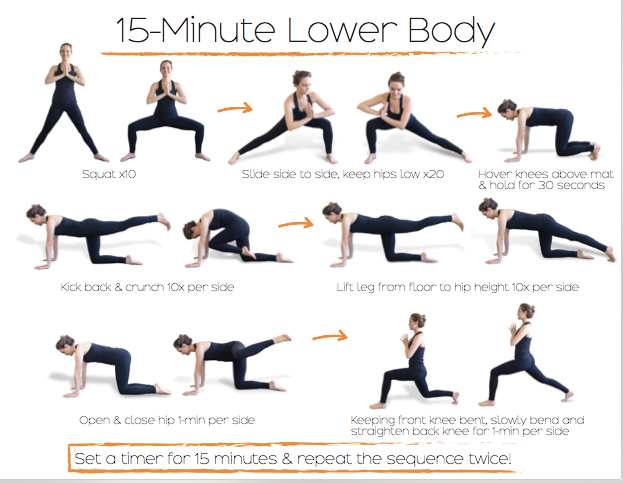 15-Minute Lower Body
Squat x10
Slide side to side, keep hips low x20
Hover knees above mat
& hold for 30 seconds
Kick back & crunch 10x per side
Lift leg from floor to hip height 10x per side
Open & close hip 1-min per side
Keeping front knee bent, slowly bend and
straighten back knee for 1-min per side
Set a timer for 15 minutes & repeat the sequence twice!